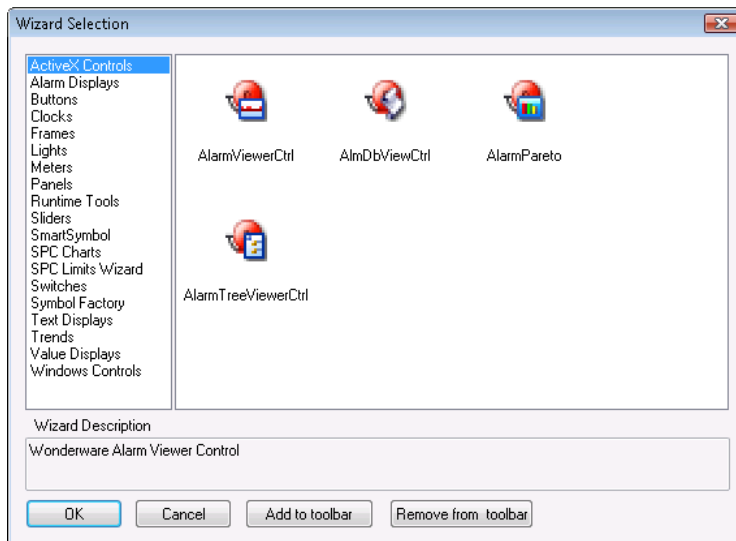 Wizard Selection
ActiveX Controls
Alarm Displays
Buttons
Clocks
Frames
Lights
Meters
Panels
Runtime Tools
Sliders
SmartSymbol
SPC Charts
SPC Limits Wizard
Switches
Symbol Factory
Text Displays
Trends
Value Displays
Windows Controls
AlarmViewerCtrl AlmDbViewCtrl AlarmPareto
AlarmTreeViewerCtrl
Wizard Description
Wonderware Alarm Viewer Control
OK Cancel Add to toolbar Remove from toolbar